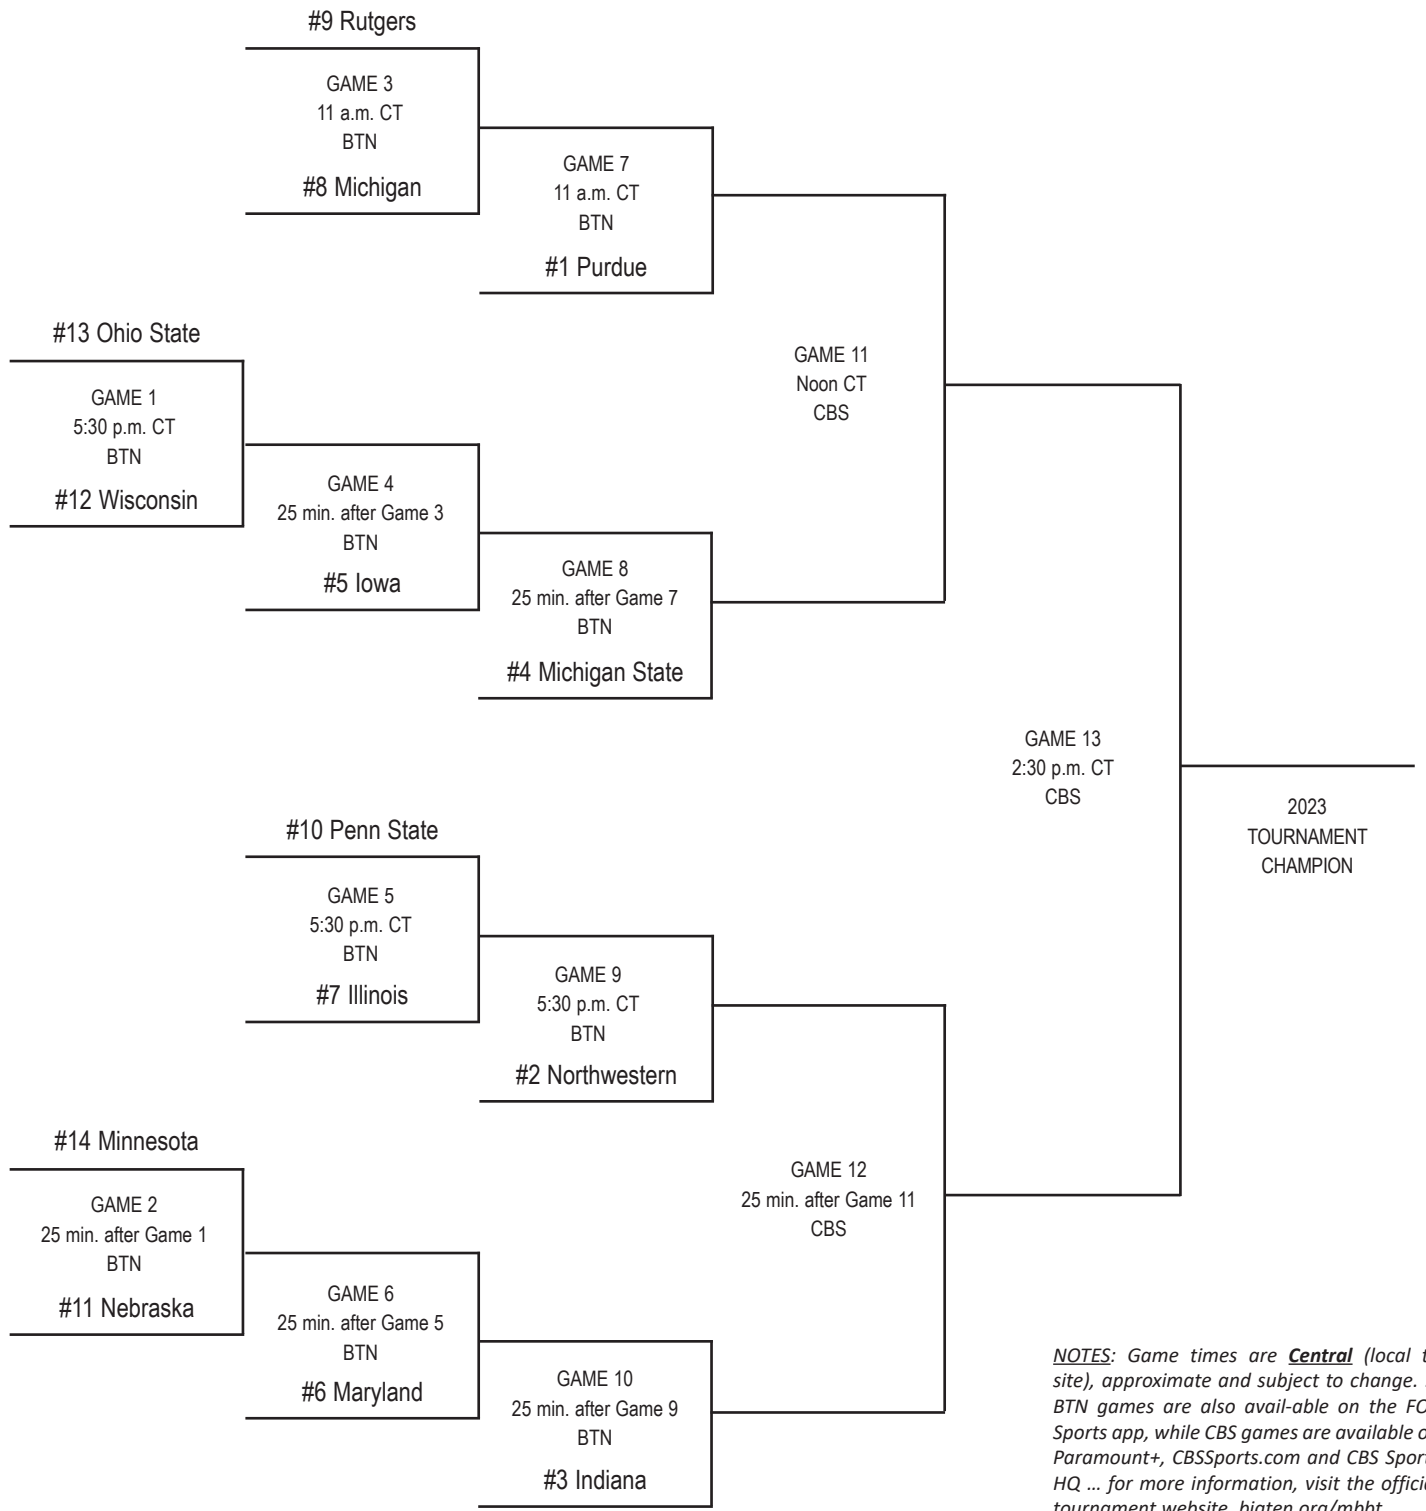 #9 Rutgers
GAME 3
11 a.m. CT
BTN
#8 Michigan
GAME 7
11 a.m. CT
BTN
#1 Purdue
#13 Ohio State
GAME 1
5:30 p.m. CT
BTN
#12 Wisconsin
GAME 4
25 min. after Game 3
BTN
#5 Iowa
GAME 8
25 min. after Game 7
BTN
#4 Michigan State
GAME 11
Noon CT
CBS
GAME 13
2:30 p.m. CT
CBS
2023
TOURNAMENT
CHAMPION
#10 Penn State
GAME 5
5:30 p.m. CT
BTN
#7 Illinois
GAME 9
5:30 p.m. CT
BTN
#2 Northwestern
#14 Minnesota
GAME 2
25 min. after Game 1
BTN
#11 Nebraska
GAME 6
25 min. after Game 5
BTN
#6 Maryland
GAME 10
25 min. after Game 9
BTN
#3 Indiana
GAME 12
25 min. after Game 11
CBS
NOTES: Game times are Central (local
site), approximate and subject to change.
BTN games are also avail-able on the
Sports app, while CBS games are available
Paramount+, CBSSports.com and CBS
HQ ... for more information, visit the
tournament website, bigten.org/mbbt